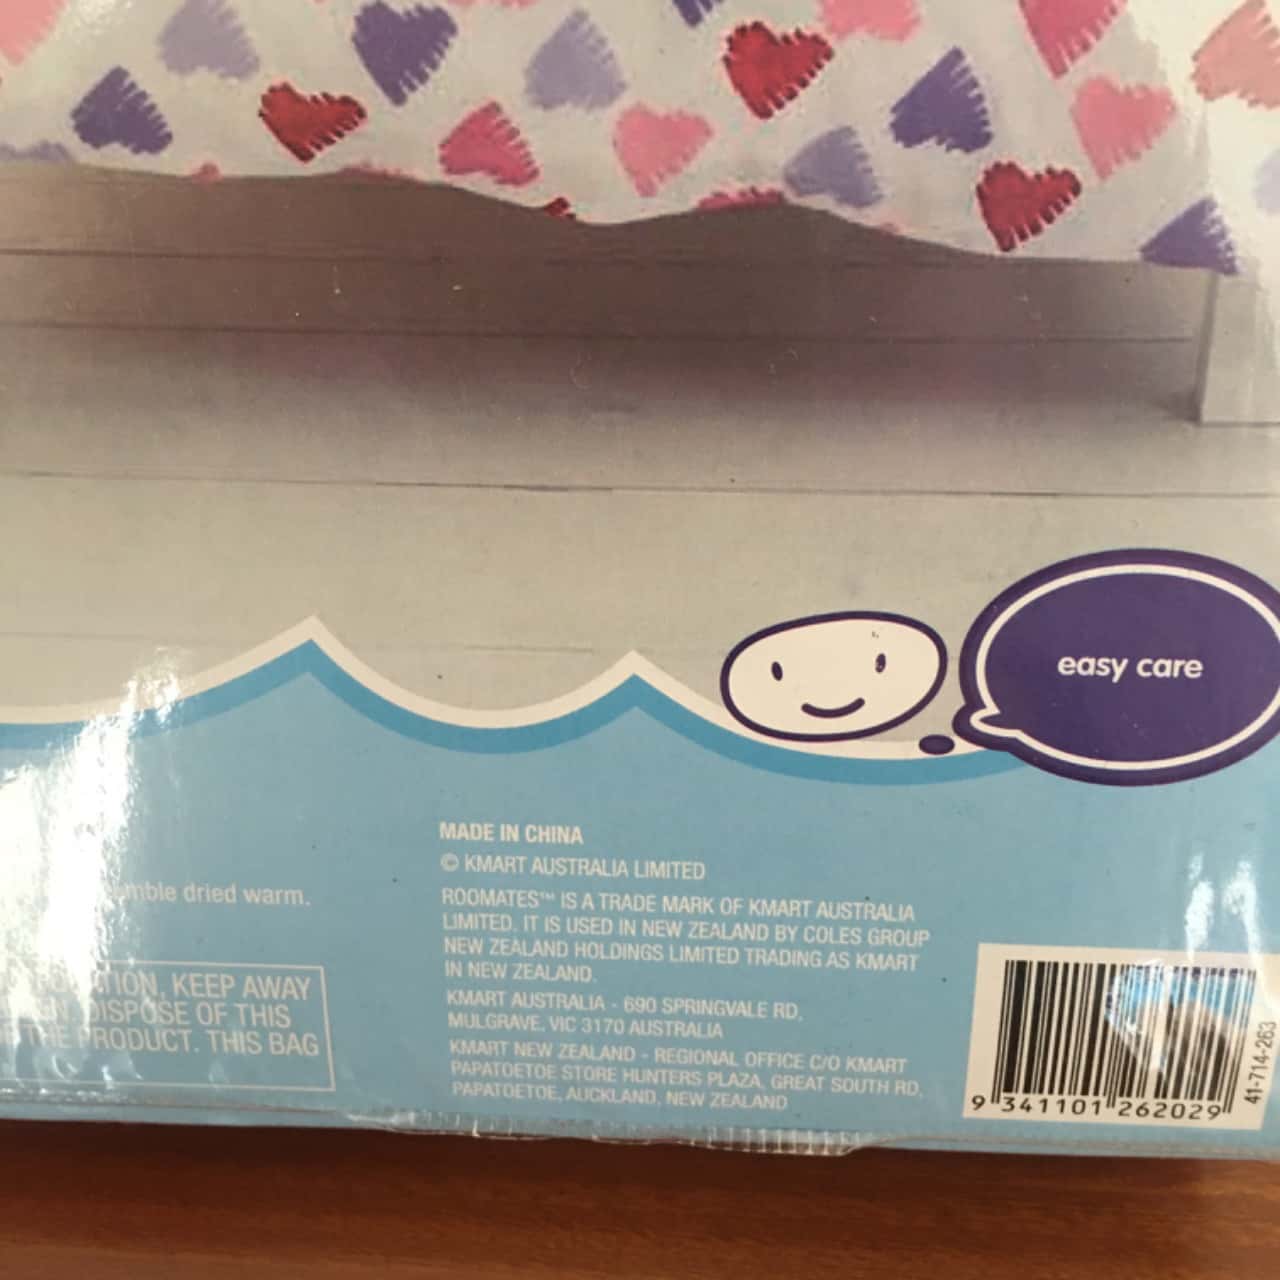 easy care
MADE IN CHINA
© KMART AUSTRALIA LIMITED
ROOMATES™ IS A TRADE MARK OF KMART AUSTRALIA
LIMITED. IT IS USED IN NEW ZEALAND BY COLES GROUP
NEW ZEALAND HOLDINGS LIMITED TRADING AS KMART
IN NEW ZEALAND.
KMART AUSTRALIA - 690 SPRINGVALE RD,
MULGRAVE, VIC 3170 AUSTRALIA
KMART NEW ZEALAND - REGIONAL OFFICE C/O KMART
PAPATOETOE STORE HUNTERS PLAZA, GREAT SOUTH RD,
PAPATOETOE, AUCKLAND, NEW ZEALAND
dried warm.
KEEP AWAY
DISPOSE OF THIS
THE PRODUCT. THIS BAG
9 341101 262029
41-714-263